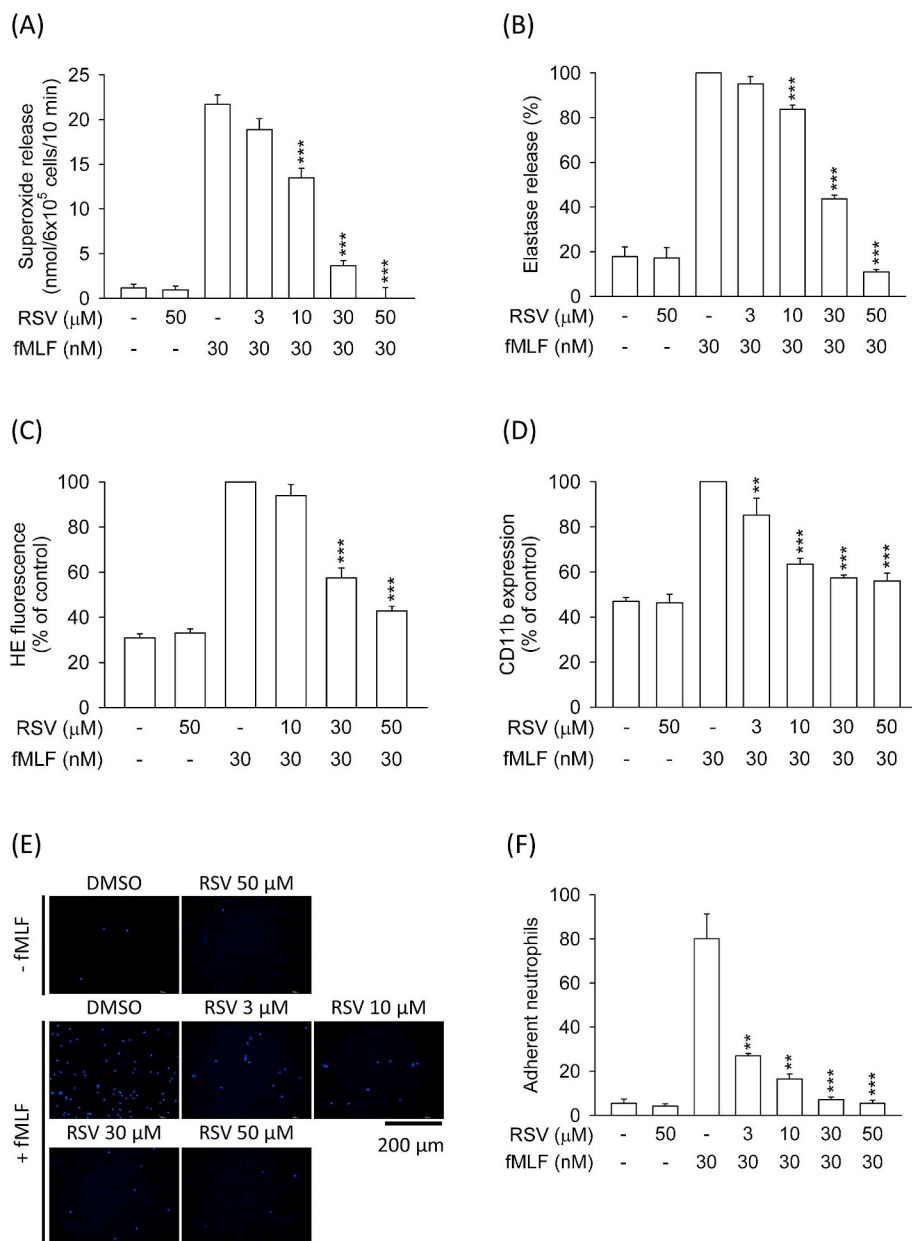 (A)
Superoxide release
(nmol/6x10⁵ cells/10 min)
25
20
15
10
5
0
***
***
***
RSV (μM) - 50 - 3 10 30 50
fMLF (nM) - - 30 30 30 30 30
(B)
Elastase release (%)
100
80
60
40
20
0
***
***
***
RSV (μM) - 50 - 3 10 30 50
fMLF (nM) - - 30 30 30 30 30
(C)
HE fluorescence
(% of control)
100
80
60
40
20
0
***
***
RSV (μM) - 50 - 10 30 50
fMLF (nM) - - 30 30 30 30
(D)
CD11b expression
(% of control)
100
80
60
40
20
0
**
***
***
***
RSV (μM) - 50 - 3 10 30 50
fMLF (nM) - - 30 30 30 30 30
(E)
DMSO RSV 50 μM
- fMLF
DMSO RSV 3 μM RSV 10 μM
+ fMLF
200 μm
RSV 30 μM RSV 50 μM
(F)
Adherent neutrophils
100
80
60
40
20
0
**
**
***
***
RSV (μM) - 50 - 3 10 30 50
fMLF (nM) - - 30 30 30 30 30